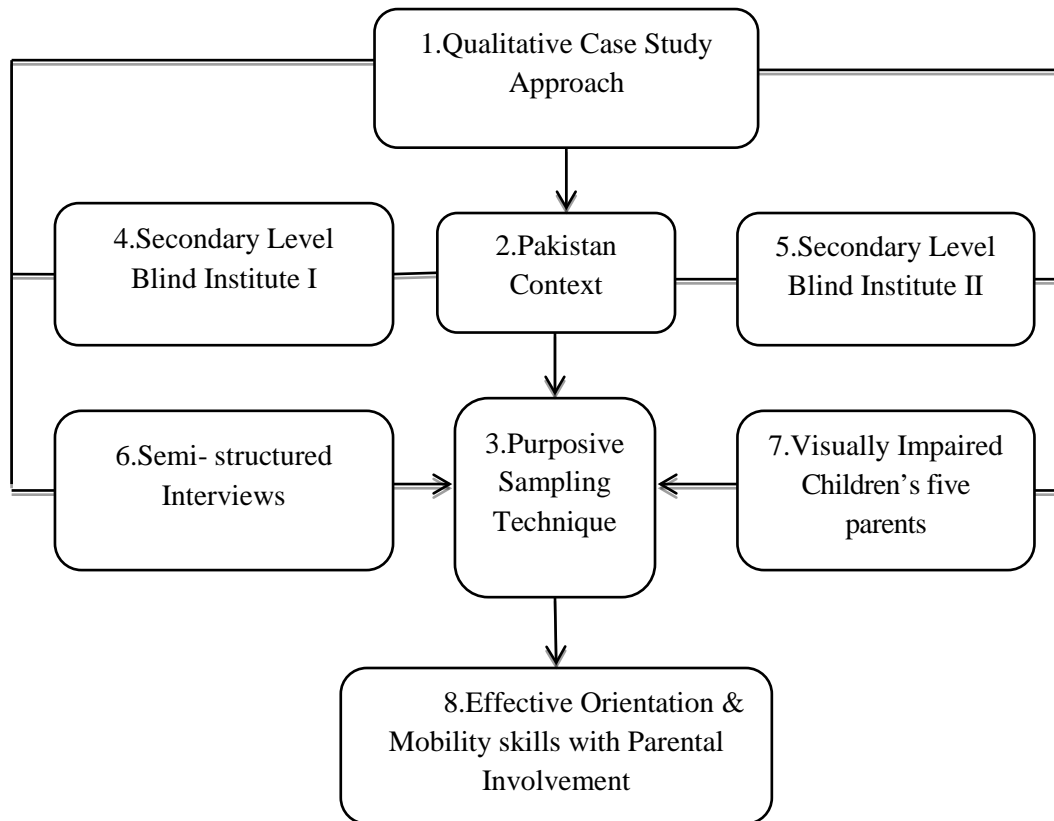 1.Qualitative Case Study
Approach
4.Secondary Level
Blind Institute I
2.Pakistan
Context
5.Secondary Level
Blind Institute II
6.Semi- structured
Interviews
3.Purposive
Sampling
Technique
7.Visually Impaired
Children’s five
parents
8.Effective Orientation &
Mobility skills with Parental
Involvement